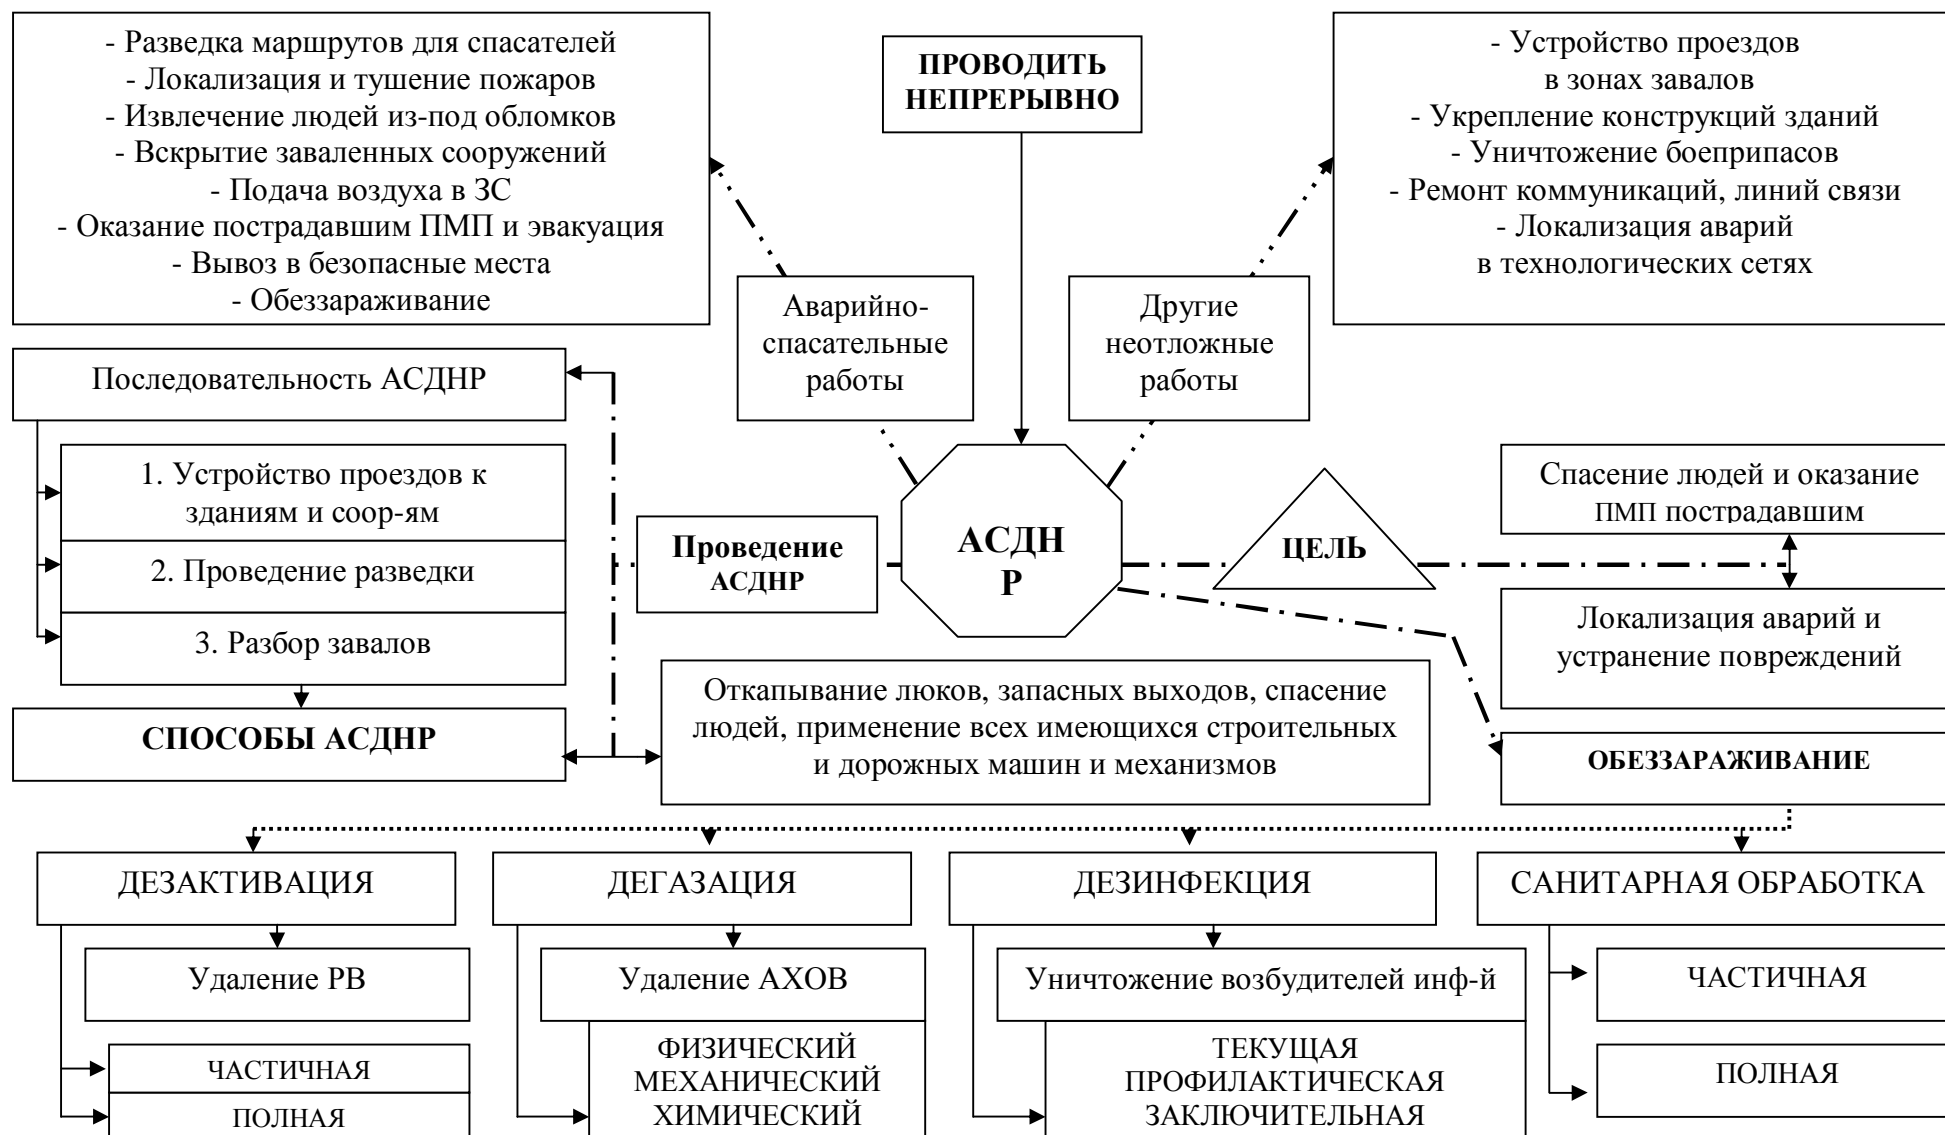 - Разведка маршрутов для спасателей
- Локализация и тушение пожаров
- Извлечение людей из-под обломков
- Вскрытие заваленных сооружений
- Подача воздуха в ЗС
- Оказание пострадавшим ПМП и эвакуация
- Вывоз в безопасные места
- Обеззараживание
ПРОВОДИТЬ
НЕПРЕРЫВНО
- Устройство проездов
в зонах завалов
- Укрепление конструкций зданий
- Уничтожение боеприпасов
- Ремонт коммуникаций, линий связи
- Локализация аварий
в технологических сетях
Аварийно-
спасательные
работы
Другие
неотложные
работы
Последовательность АСДНР
1. Устройство проездов к
зданиям и соор-ям
2. Проведение разведки
3. Разбор завалов
СПОСОБЫ АСДНР
Проведение
АСДНР
АСДН
Р
ЦЕЛЬ
Спасение людей и оказание
ПМП пострадавшим
Локализация аварий и
устранение повреждений
Откапывание люков, запасных выходов, спасение
людей, применение всех имеющихся строительных
и дорожных машин и механизмов
ОБЕЗЗАРАЖИВАНИЕ
ДЕЗАКТИВАЦИЯ
Удаление РВ
ЧАСТИЧНАЯ
ПОЛНАЯ
ДЕГАЗАЦИЯ
Удаление АХОВ
ФИЗИЧЕСКИЙ
МЕХАНИЧЕСКИЙ
ХИМИЧЕСКИЙ
ДЕЗИНФЕКЦИЯ
Уничтожение возбудителей инф-й
ТЕКУЩАЯ
ПРОФИЛАКТИЧЕСКАЯ
ЗАКЛЮЧИТЕЛЬНАЯ
САНИТАРНАЯ ОБРАБОТКА
ЧАСТИЧНАЯ
ПОЛНАЯ